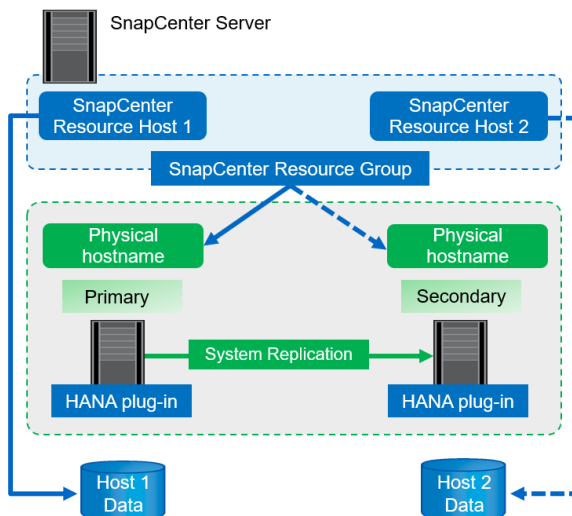 SnapCenter Server
SnapCenter
Resource Host 1
SnapCenter
Resource Host 2
SnapCenter Resource Group
Physical
hostname
Physical
hostname
Primary
Secondary
System Replication
HANA plug-in
HANA plug-in
Host 1
Data
Host 2
Data